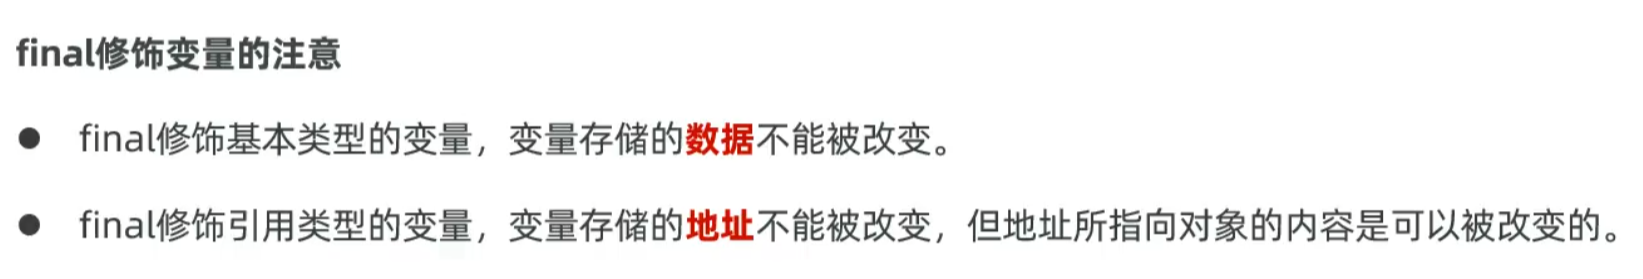 final修饰变量的注意
● final修饰基本类型的变量，变量存储的数据不能被改变。
● final修饰引用类型的变量，变量存储的地址不能被改变，但地址所指向对象的内容是可以被改变的。